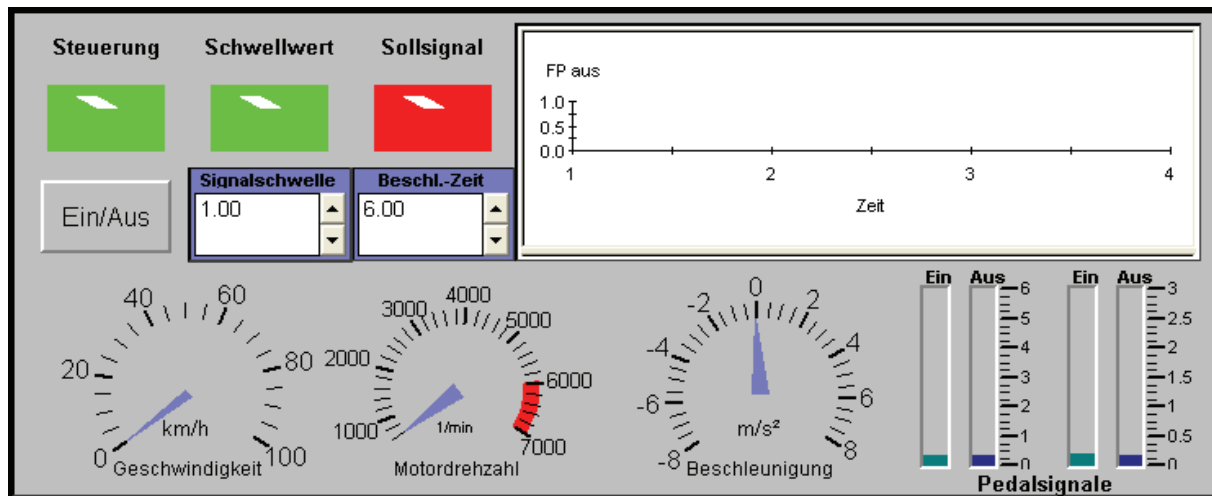 Steuerung Schwellwert Sollsignal
FP aus
1.0
0.5
0.0
1 2 3 4
Zeit
Ein/Aus
Signalschwelle Beschl.-Zeit
1.00 6.00
0 20 40 60 80 100
km/h
Geschwindigkeit
1000 2000 3000 4000 5000 6000 7000
1/min
Motordrehzahl
-8 -6 -4 -2 0 2 4 6 8
m/s²
Beschleunigung
Ein Aus Ein Aus
6 5 4 3 2 1 0
3 2.5 2 1.5 1 0.5 0
Pedalsignale